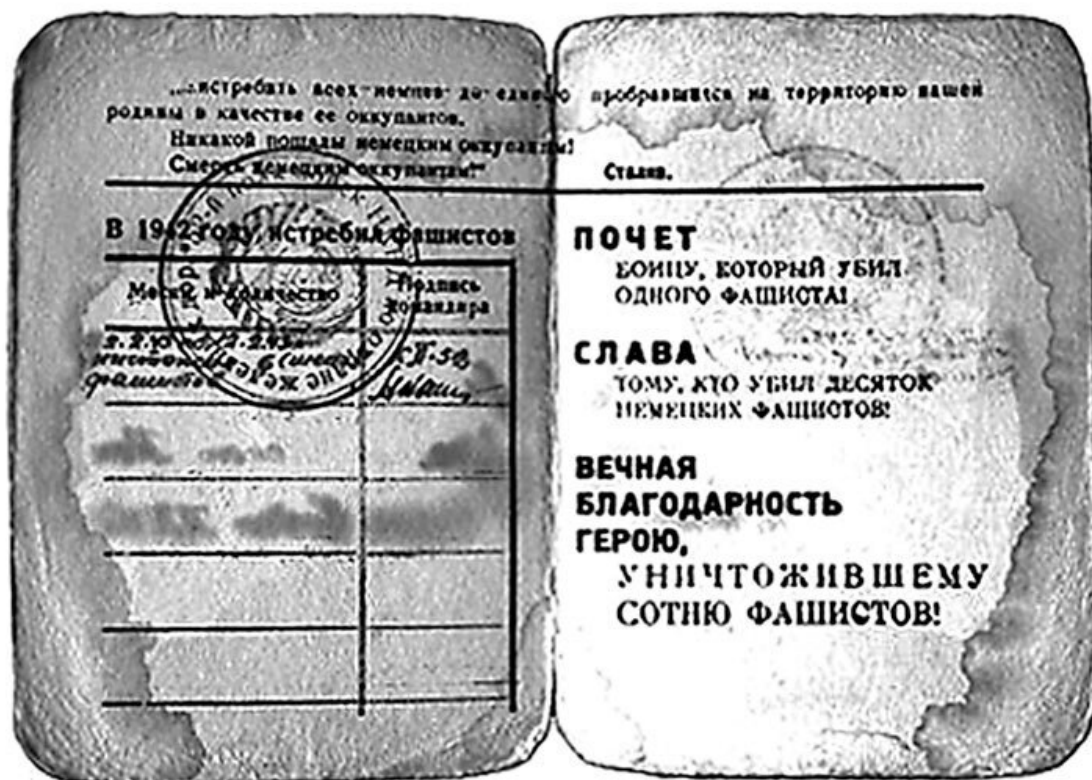 „...истребить всех немцев до единого пробравшихся на территорию нашей
родины в качестве ее оккупантов.
Никакой пощады немецким оккупантам!
Смерть немецким оккупантам!"
Сталин.
В 1942 году, истребил фашистов
Место и количество
Подпись командира
фашистов
ПОЧЕТ
БОЙЦУ, КОТОРЫЙ УБИЛ
ОДНОГО ФАШИСТА!
СЛАВА
ТОМУ, КТО УБИЛ ДЕСЯТОК
НЕМЕЦКИХ ФАШИСТОВ!
ВЕЧНАЯ
БЛАГОДАРНОСТЬ
ГЕРОЮ,
УНИЧТОЖИВШЕМУ
СОТНЮ ФАШИСТОВ!